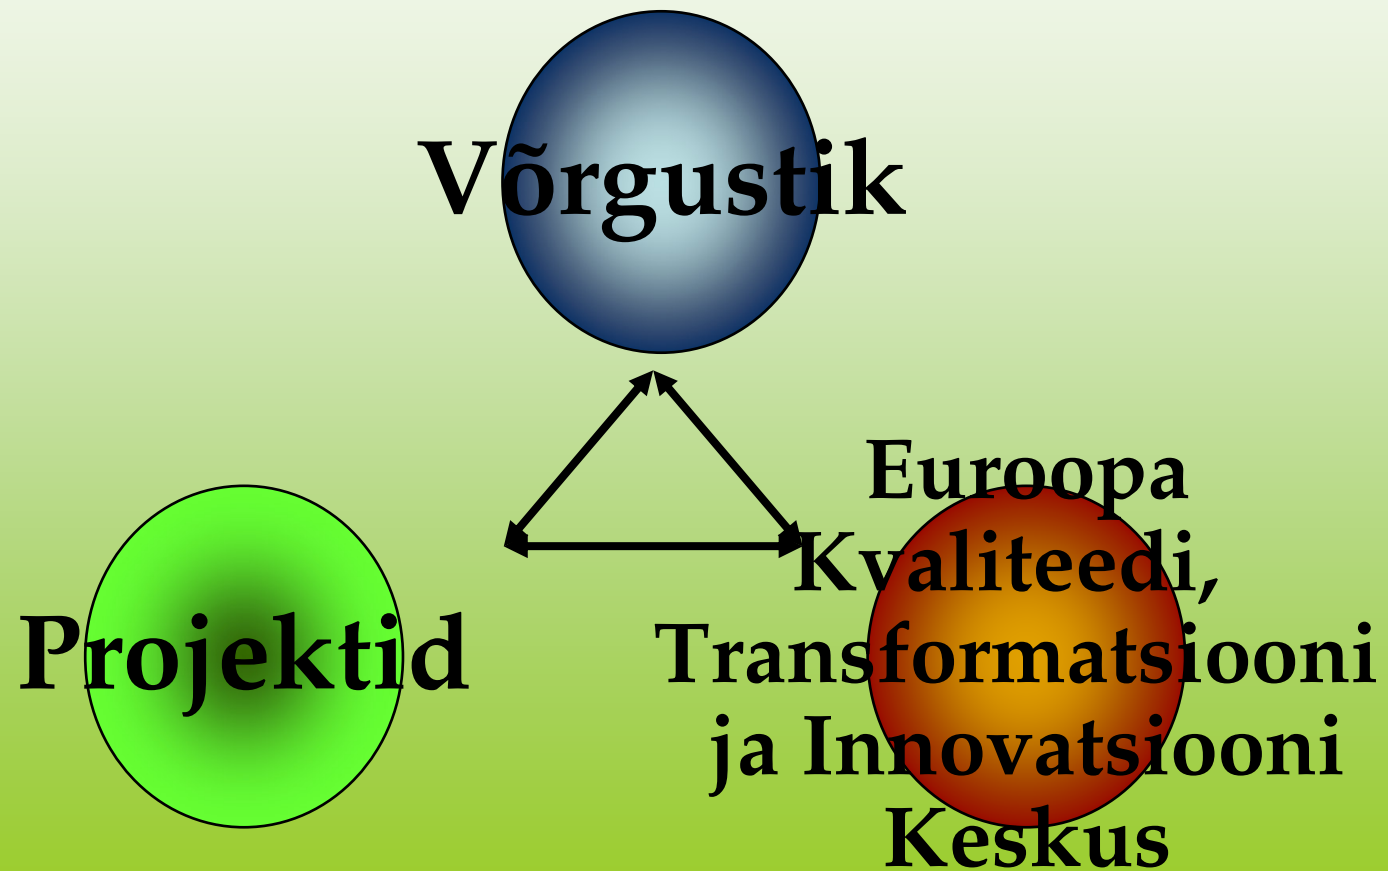 Võrgustik
Projektid
Euroopa
Kvaliteedi,
Transformatsiooni
ja Innovatsiooni
Keskus